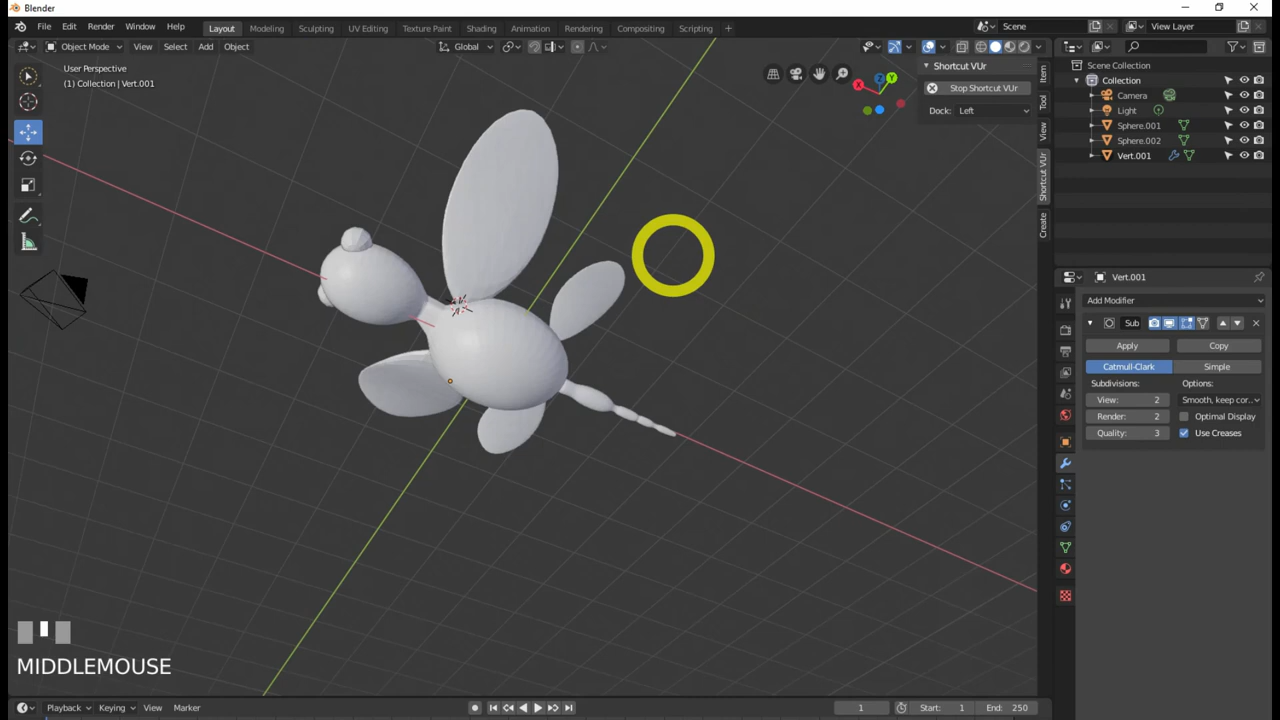 Blender
File Edit Render Window Help
Layout Modeling Sculpting UV Editing Texture Paint Shading Animation Rendering Compositing Scripting +
Scene
View Layer
Object Mode View Select Add Object
Global
User Perspective
(1) Collection | Vert.001
Shortcut VUr
Stop Shortcut VUr
Dock: Left
Item
Tool
View
Shortcut VUr
Create
X
Y
Z
Scene Collection
Collection
Camera
Light
Sphere.001
Sphere.002
Vert.001
Vert.001
Add Modifier
Sub
Apply Copy
Catmull-Clark Simple
Subdivisions: Options:
View: 2 Smooth, keep cor..
Render: 2 Optimal Display
Quality: 3 Use Creases
MIDDLEMOUSE
Playback Keying View Marker
1 Start: 1 End: 250